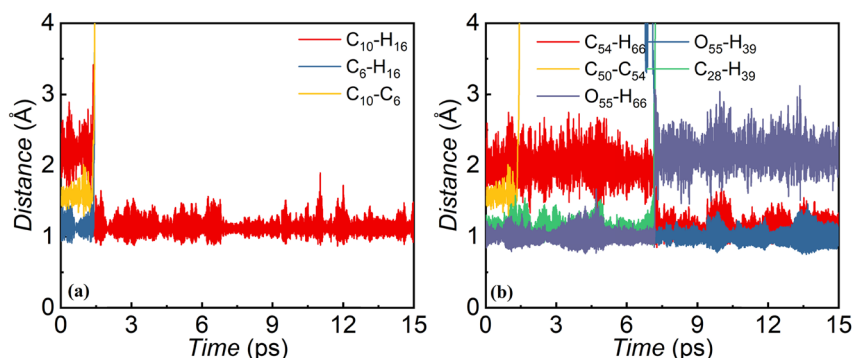 4
3
2
1
0
Distance (Å)
C₁₀-H₁₆
C₆-H₁₆
C₁₀-C₆
(a)
0 3 6 9 12 15
Time (ps)
4
3
2
1
0
Distance (Å)
C₅₄-H₆₆ O₅₅-H₃₉
C₅₀-C₅₄ C₂₈-H₃₉
O₅₅-H₆₆
(b)
0 3 6 9 12 15
Time (ps)